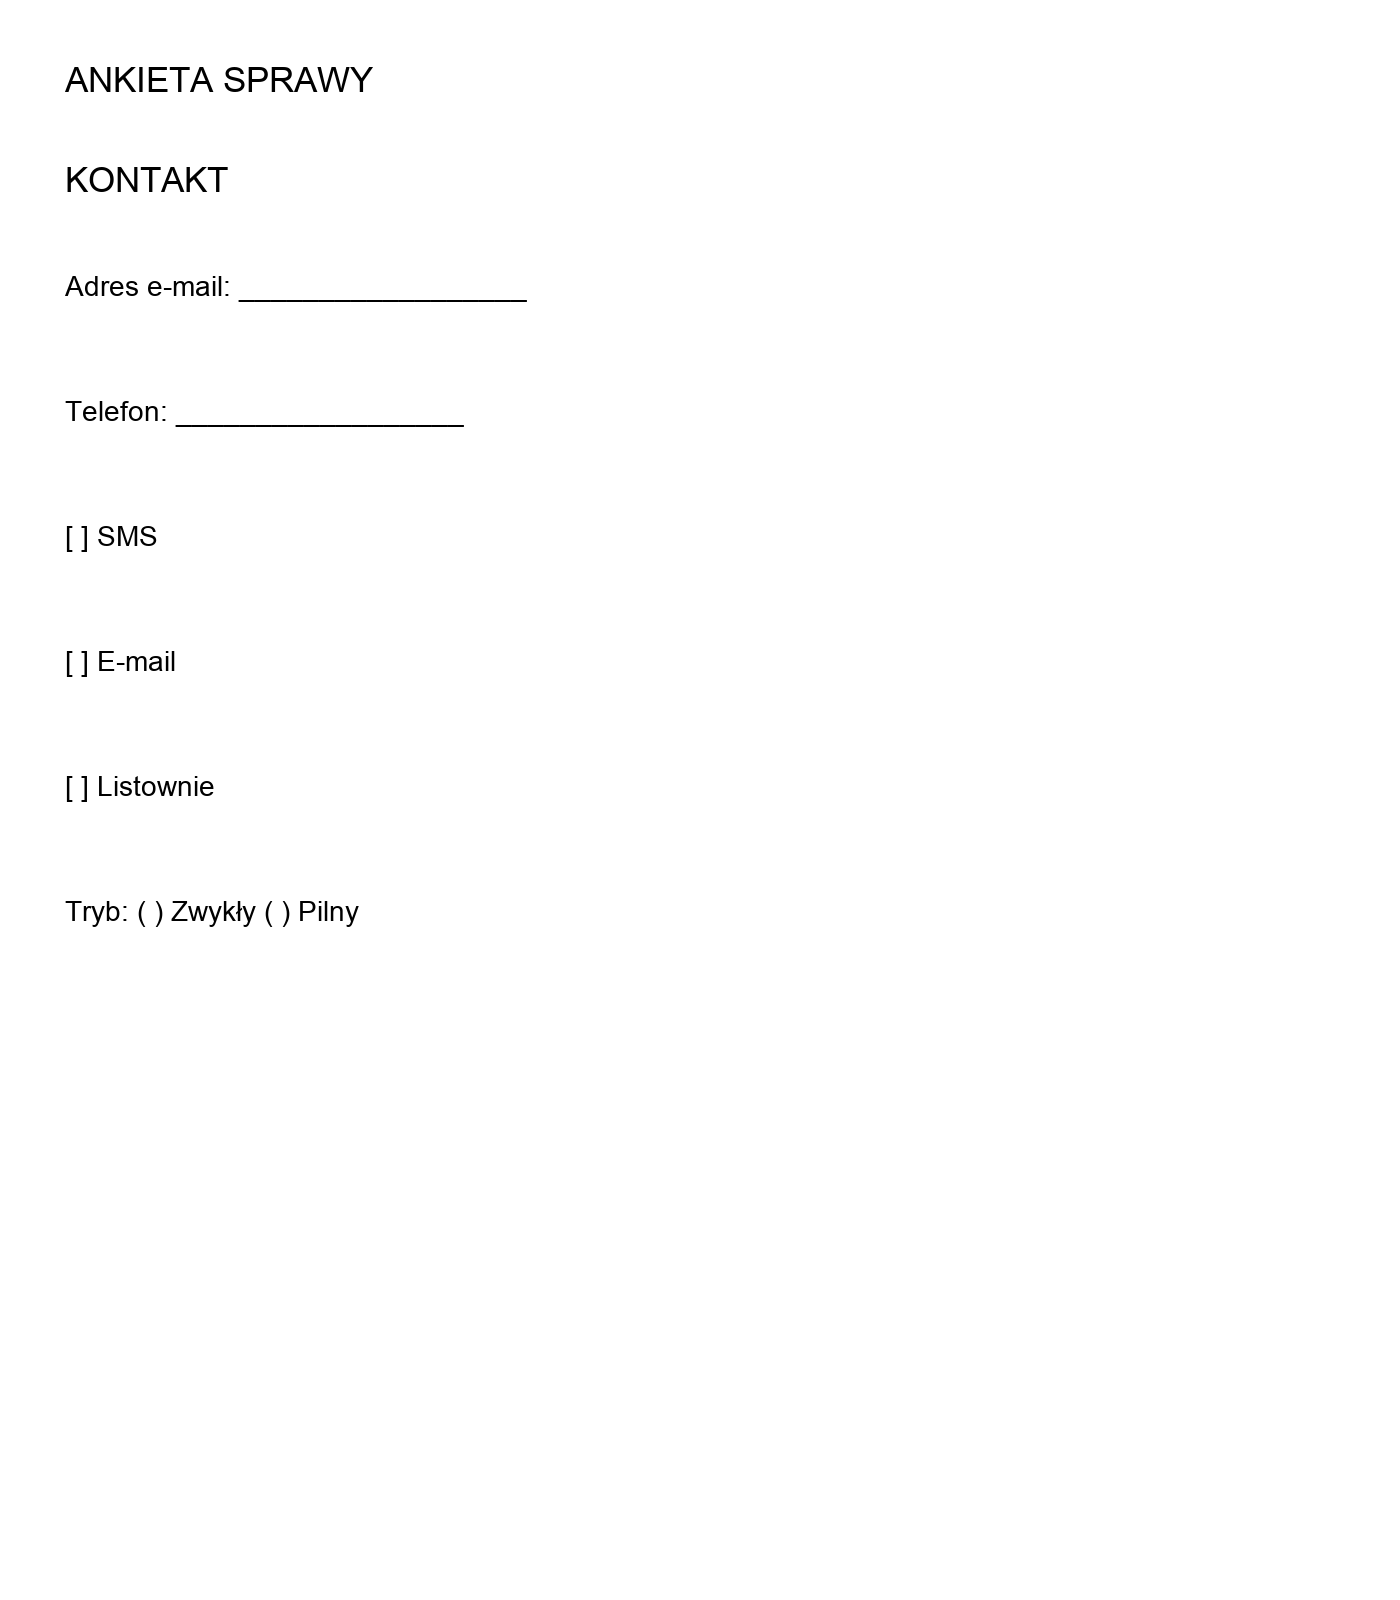 ANKIETA SPRAWY
KONTAKT
Adres e-mail: __________________
Telefon: __________________
[ ] SMS
[ ] E-mail
[ ] Listownie
Tryb: ( ) Zwykły ( ) Pilny